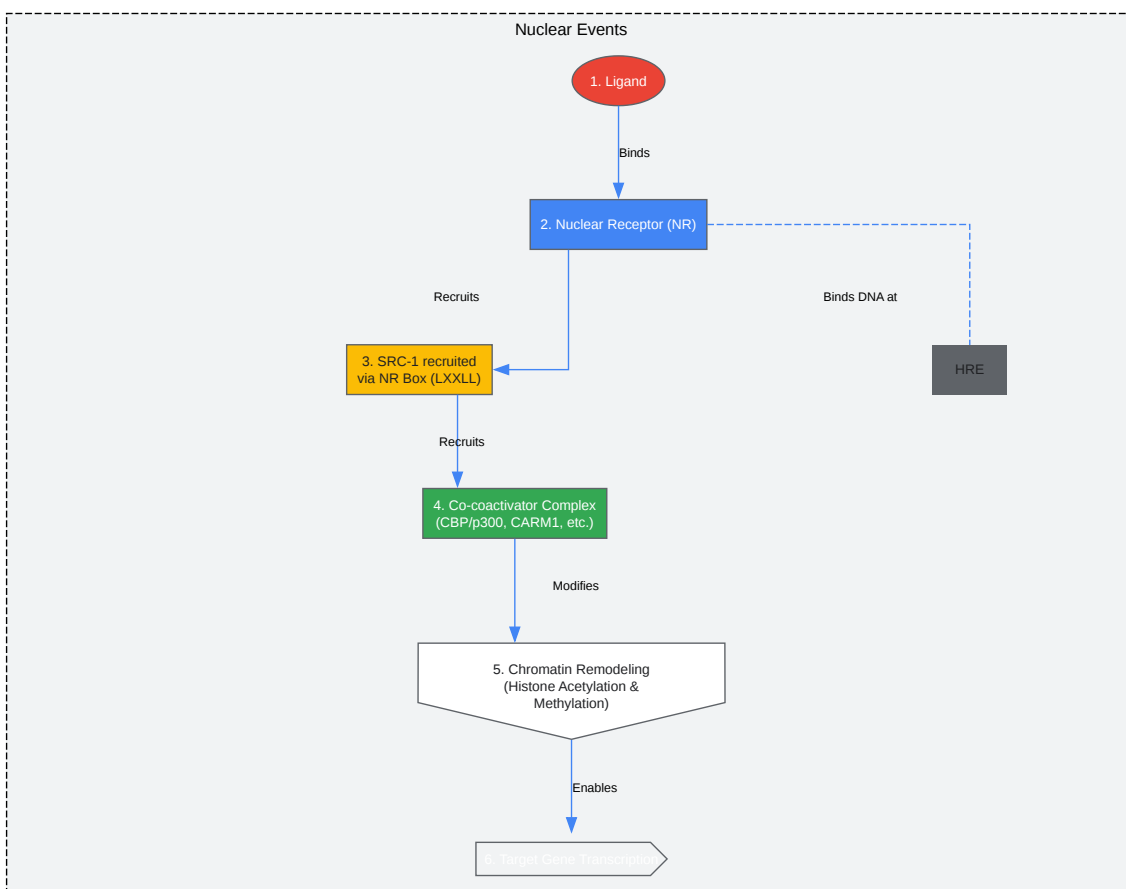 Nuclear Events
1. Ligand
Binds
2. Nuclear Receptor (NR)
Recruits
Binds DNA at
3. SRC-1 recruited
via NR Box (LXXLL)
HRE
Recruits
4. Co-coactivator Complex
(CBP/p300, CARM1, etc.)
Modifies
5. Chromatin Remodeling
(Histone Acetylation &
Methylation)
Enables
6. Target Gene Transcription